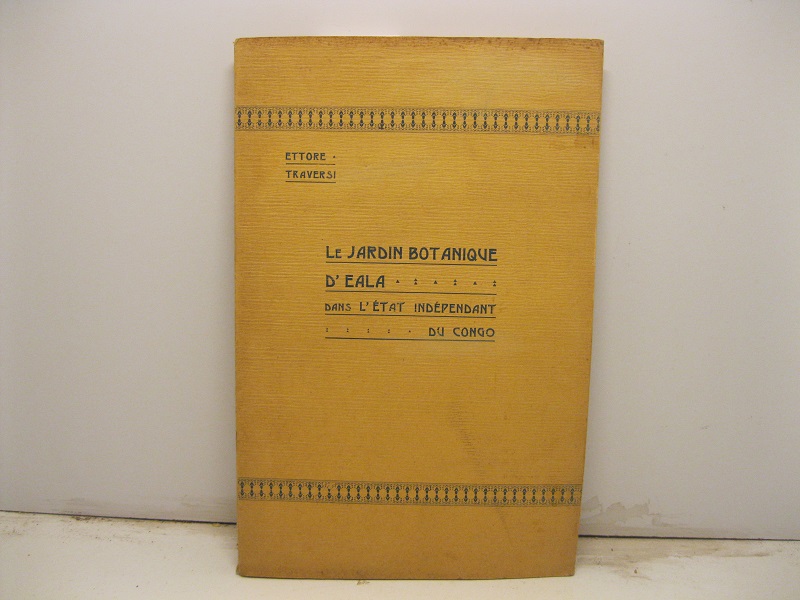 ETTORE ·
TRAVERSI
LE JARDIN BOTANIQUE
D'EALA
DANS L'ÉTAT INDÉPENDANT
DU CONGO